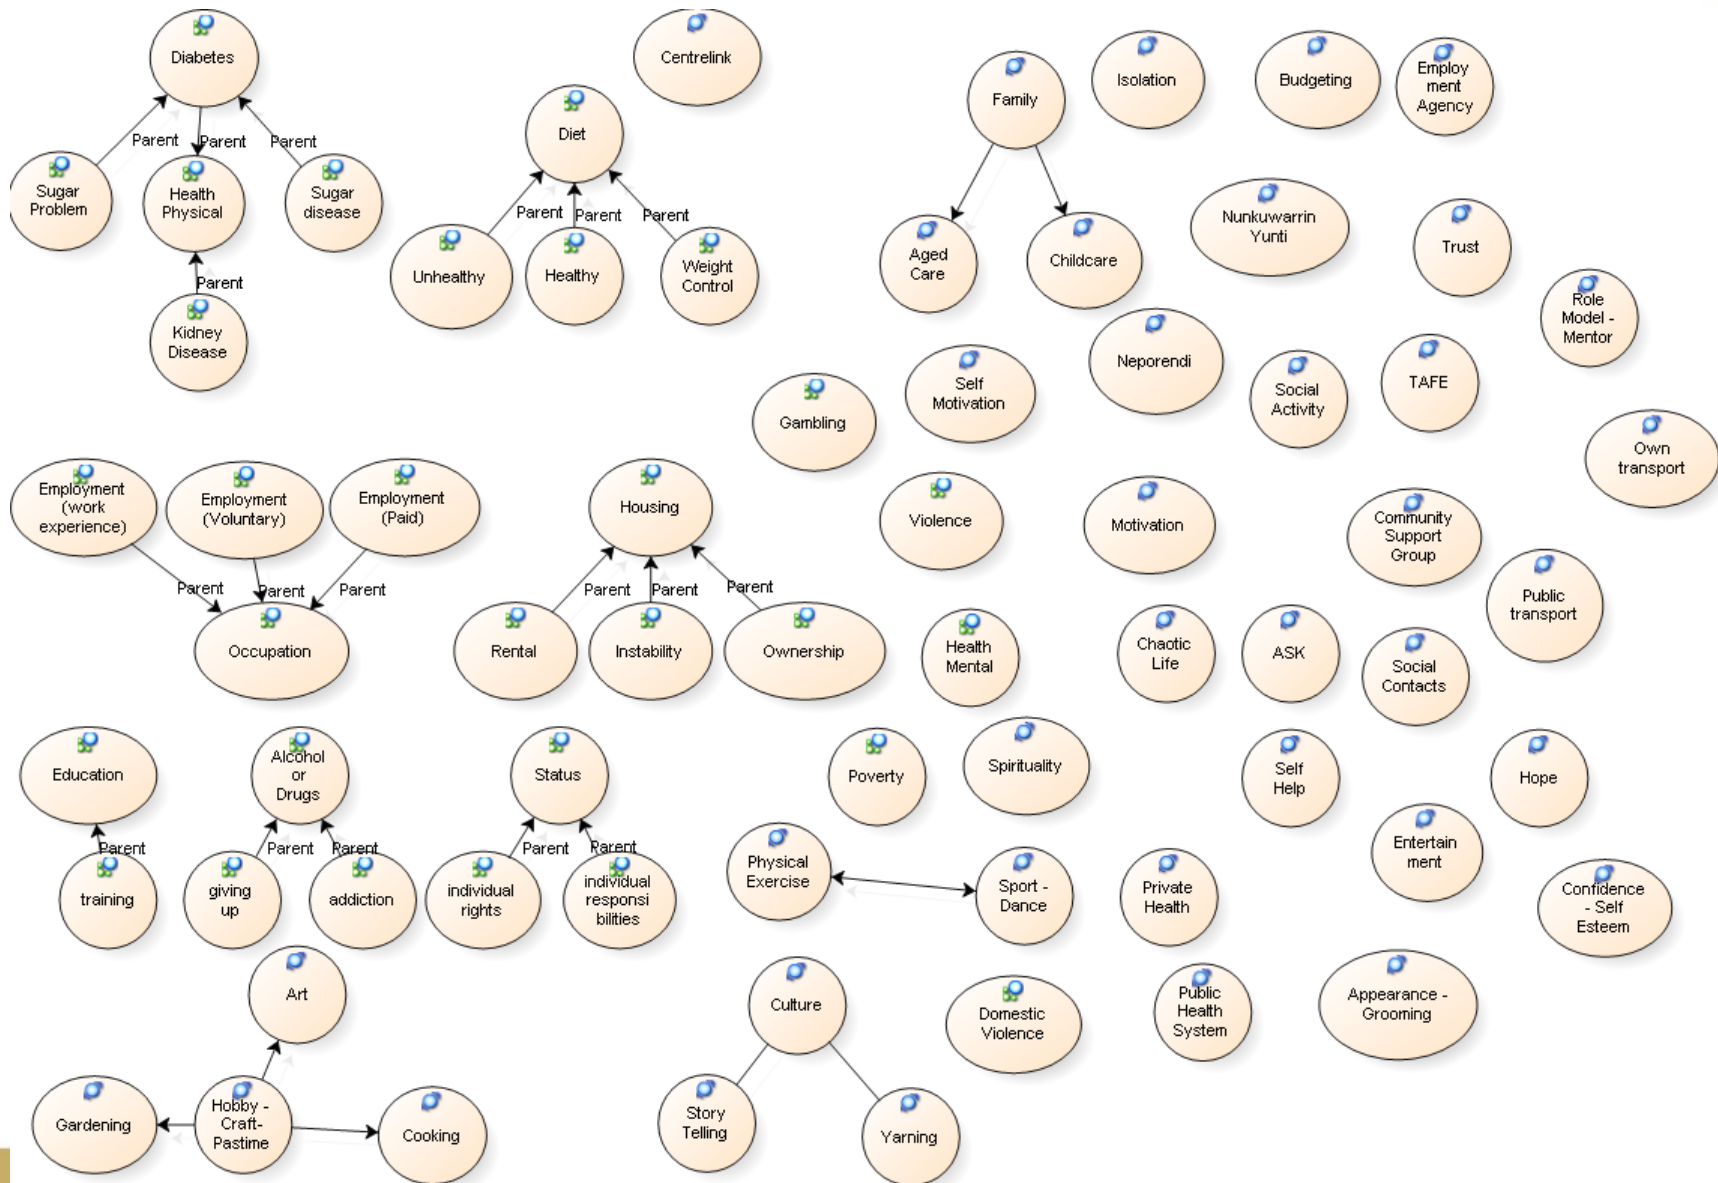 Diabetes
Centrelink
Family
Isolation
Budgeting
Employ
ment
Agency
Diet
Parent
Parent
Parent
Sugar
Problem
Health
Physical
Sugar
disease
Parent
Parent
Parent
Nunkuwarrin
Yunti
Trust
Unhealthy
Healthy
Weight
Control
Aged
Care
Childcare
Parent
Kidney
Disease
Role
Model -
Mentor
Neporendi
Self
Motivation
Social
Activity
TAFE
Gambling
Own
transport
Employment
(work
experience)
Employment
(Voluntary)
Employment
(Paid)
Housing
Violence
Motivation
Community
Support
Group
Parent
Parent
Parent
Parent
Parent
Parent
Public
transport
Occupation
Rental
Instability
Ownership
Health
Mental
Chaotic
Life
ASK
Social
Contacts
Education
Alcohol
or
Drugs
Status
Poverty
Spirituality
Self
Help
Hope
Parent
Parent
Parent
Parent
Parent
Entertain
ment
training
giving
up
addiction
individual
rights
individual
responsi
bilities
Physical
Exercise
Sport -
Dance
Private
Health
Confidence
- Self
Esteem
Art
Culture
Domestic
Violence
Public
Health
System
Appearance -
Grooming
Gardening
Hobby -
Craft-
Pastime
Cooking
Story
Telling
Yarning